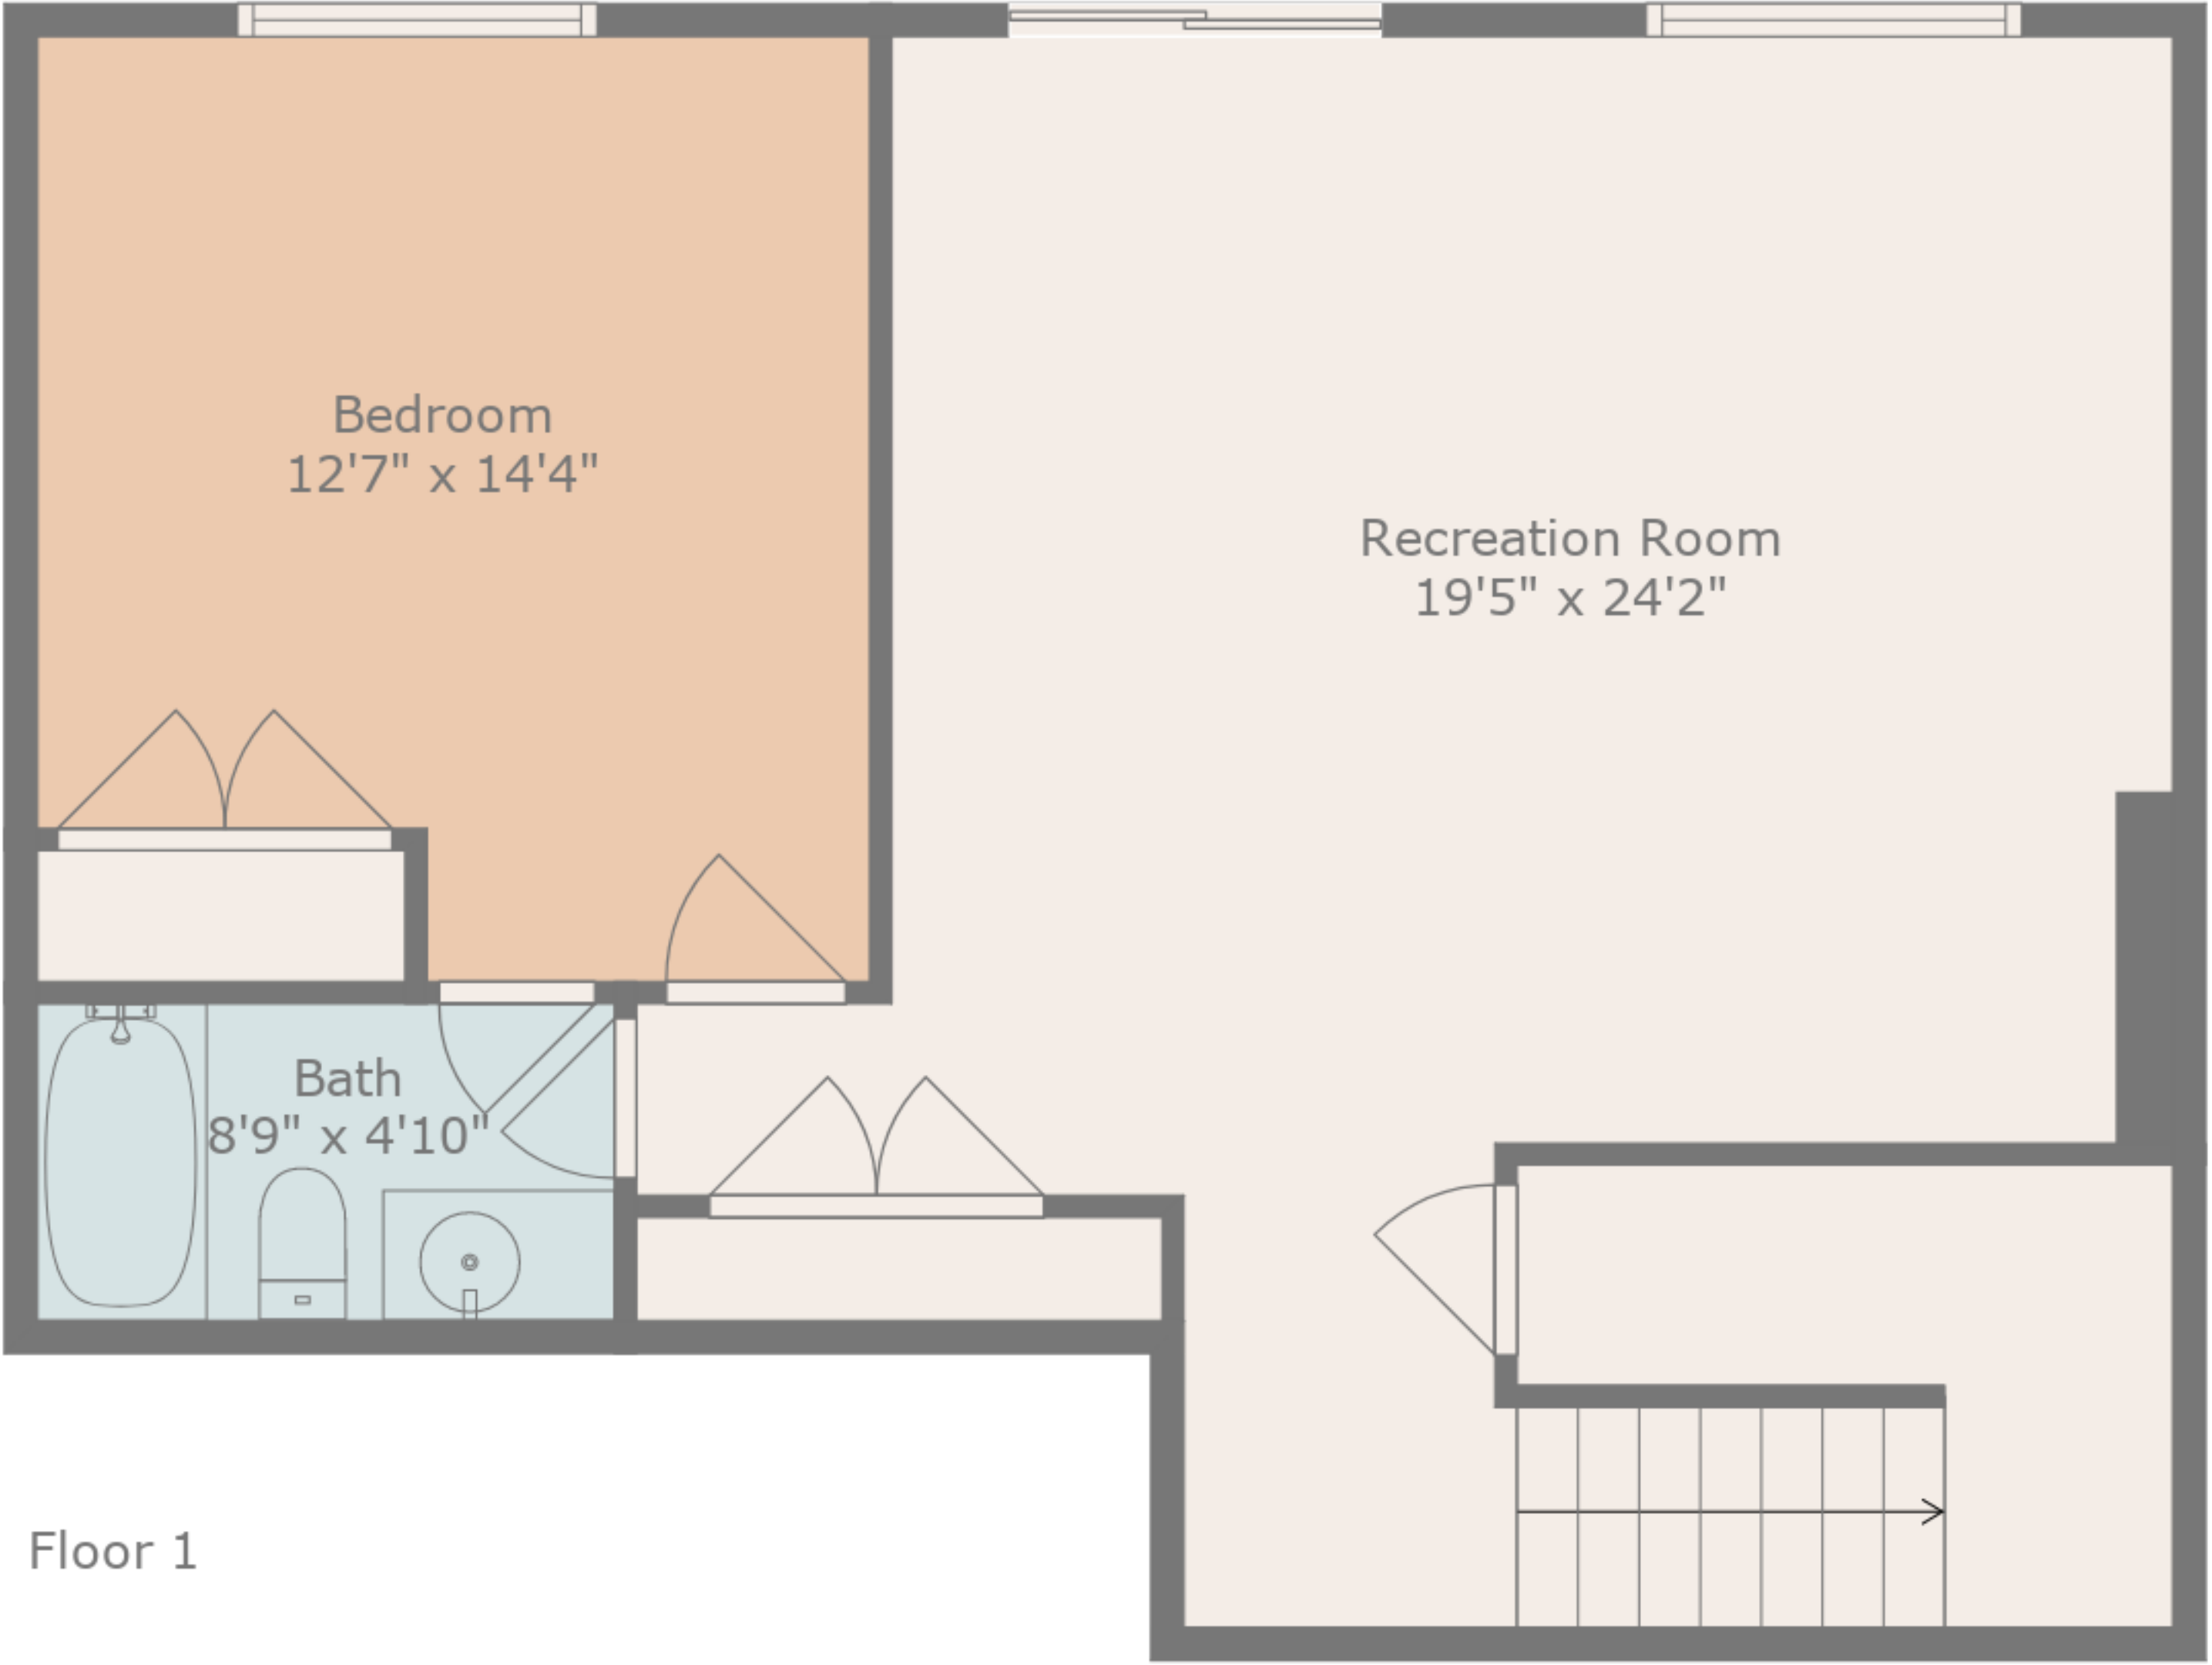 Bedroom
12'7" x 14'4"
Recreation Room
19'5" x 24'2"
Bath
8'9" x 4'10"
Floor 1